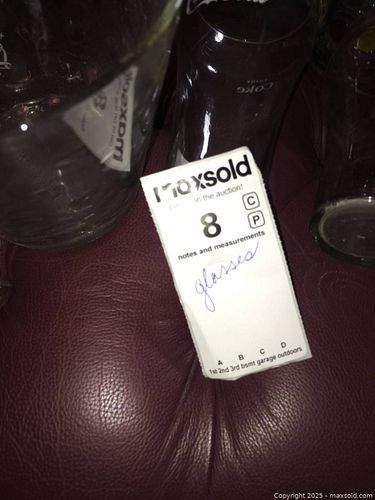 Coke
maxsold
in the auction!
8
C
P
notes and measurements
glasses
A B C D
1st 2nd 3rd bsmt garage outdoors
Copyright 2025 - maxsold.com